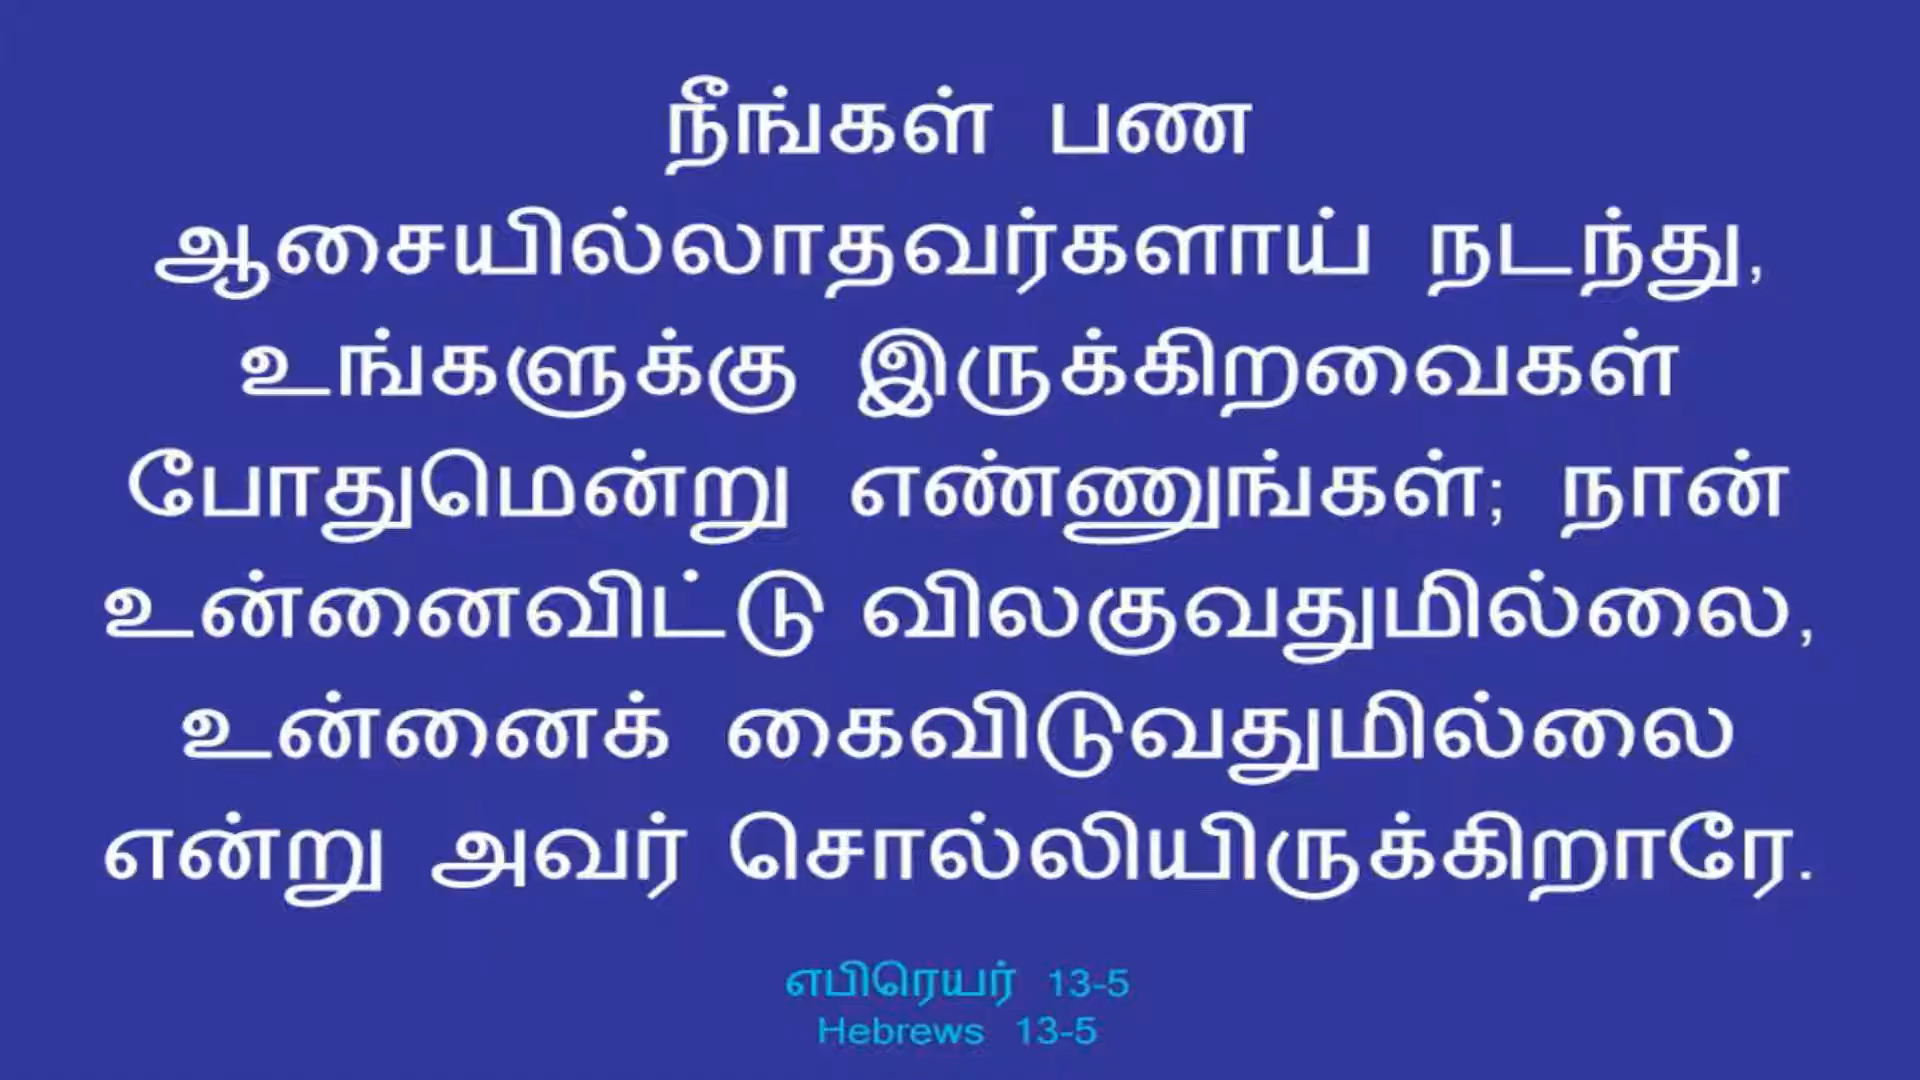 நீங்கள் பண
ஆசையில்லாதவர்களாய் நடந்து,
உங்களுக்கு இருக்கிறவைகள்
போதுமென்று எண்ணுங்கள்; நான்
உன்னைவிட்டு விலகுவதுமில்லை,
உன்னைக் கைவிடுவதுமில்லை
என்று அவர் சொல்லியிருக்கிறாரே.
எபிரெயர் 13-5
Hebrews 13-5